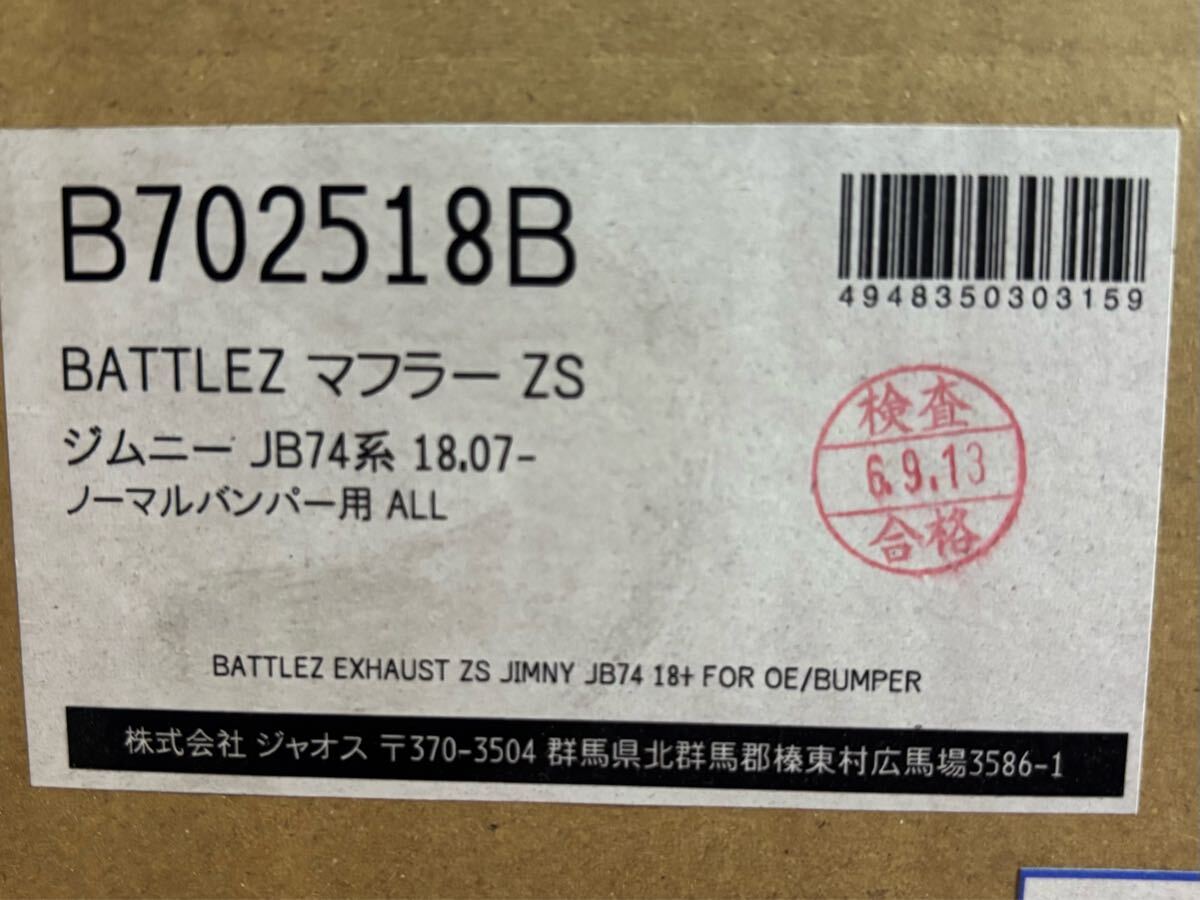 B702518B
4948350303159
BATTLEZ マフラー ZS
ジムニー JB74系 18.07-
ノーマルバンパー用 ALL
検査
6.9.13
合格
BATTLEZ EXHAUST ZS JIMNY JB74 18+ FOR OE/BUMPER
株式会社 ジャオス 〒370-3504 群馬県北群馬郡榛東村広馬場3586-1